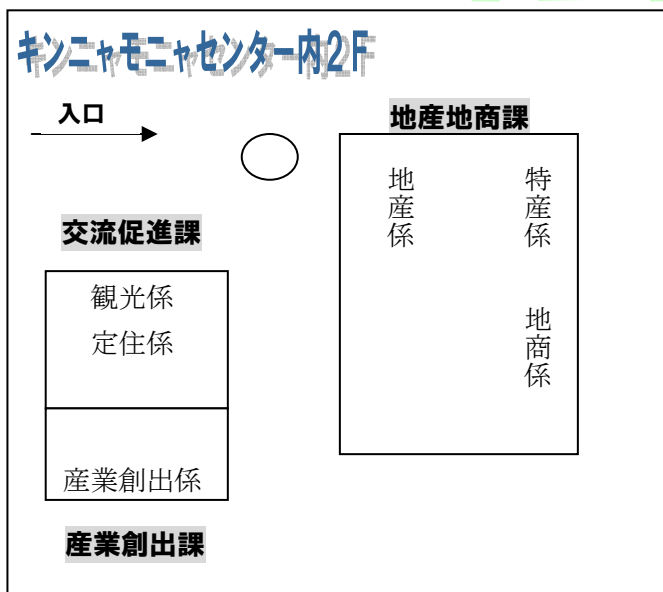 キンニャモニャセンター内2F
入口
地産地商課
地産係
特産係
地商係
交流促進課
観光係
定住係
産業創出係
産業創出課